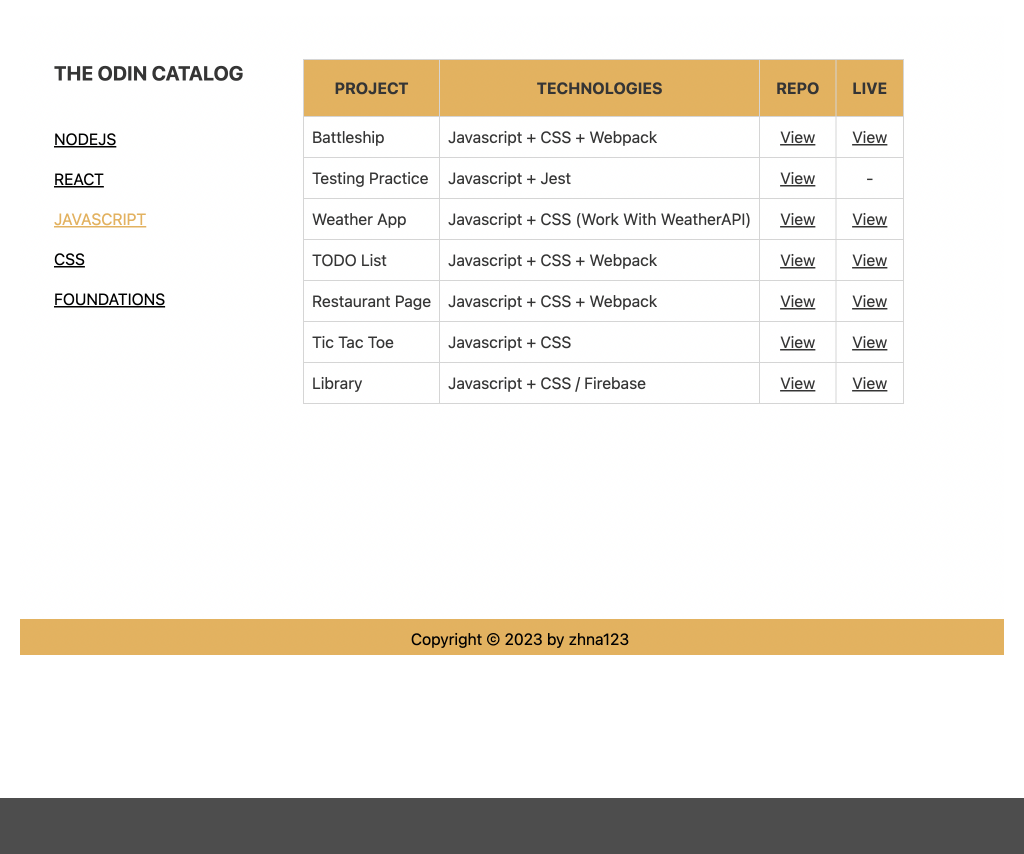 THE ODIN CATALOG
NODEJS
REACT
JAVASCRIPT
CSS
FOUNDATIONS
PROJECT TECHNOLOGIES REPO LIVE
Battleship Javascript + CSS + Webpack View View
Testing Practice Javascript + Jest View -
Weather App Javascript + CSS (Work With WeatherAPI) View View
TODO List Javascript + CSS + Webpack View View
Restaurant Page Javascript + CSS + Webpack View View
Tic Tac Toe Javascript + CSS View View
Library Javascript + CSS / Firebase View View
Copyright © 2023 by zhna123